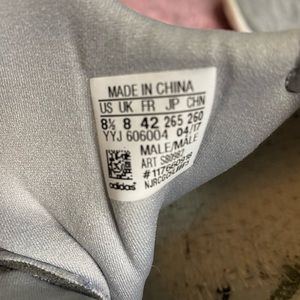 MADE IN CHINA
US UK FR JP CHN
8½ 8 42 265 260
YYJ 606004 04/17
MALE/MALE
ART S80987
adidas